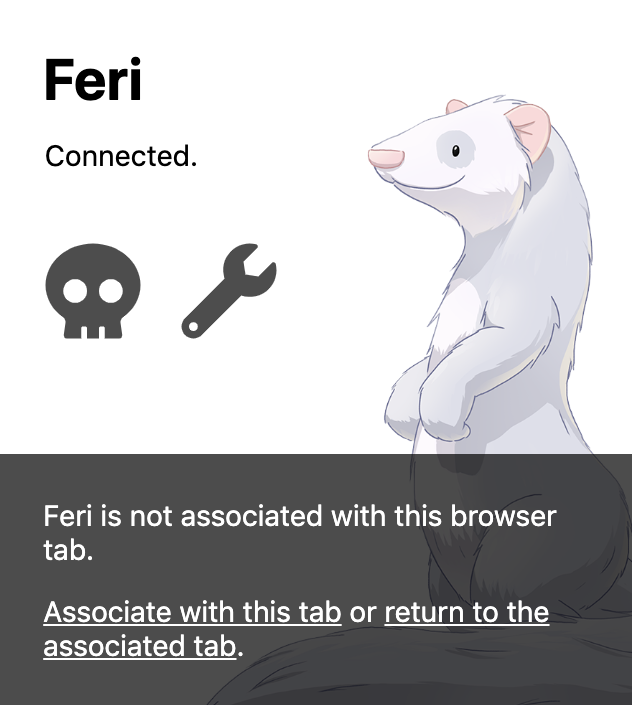 Feri
Connected.
Feri is not associated with this browser
tab.
Associate with this tab or return to the
associated tab.